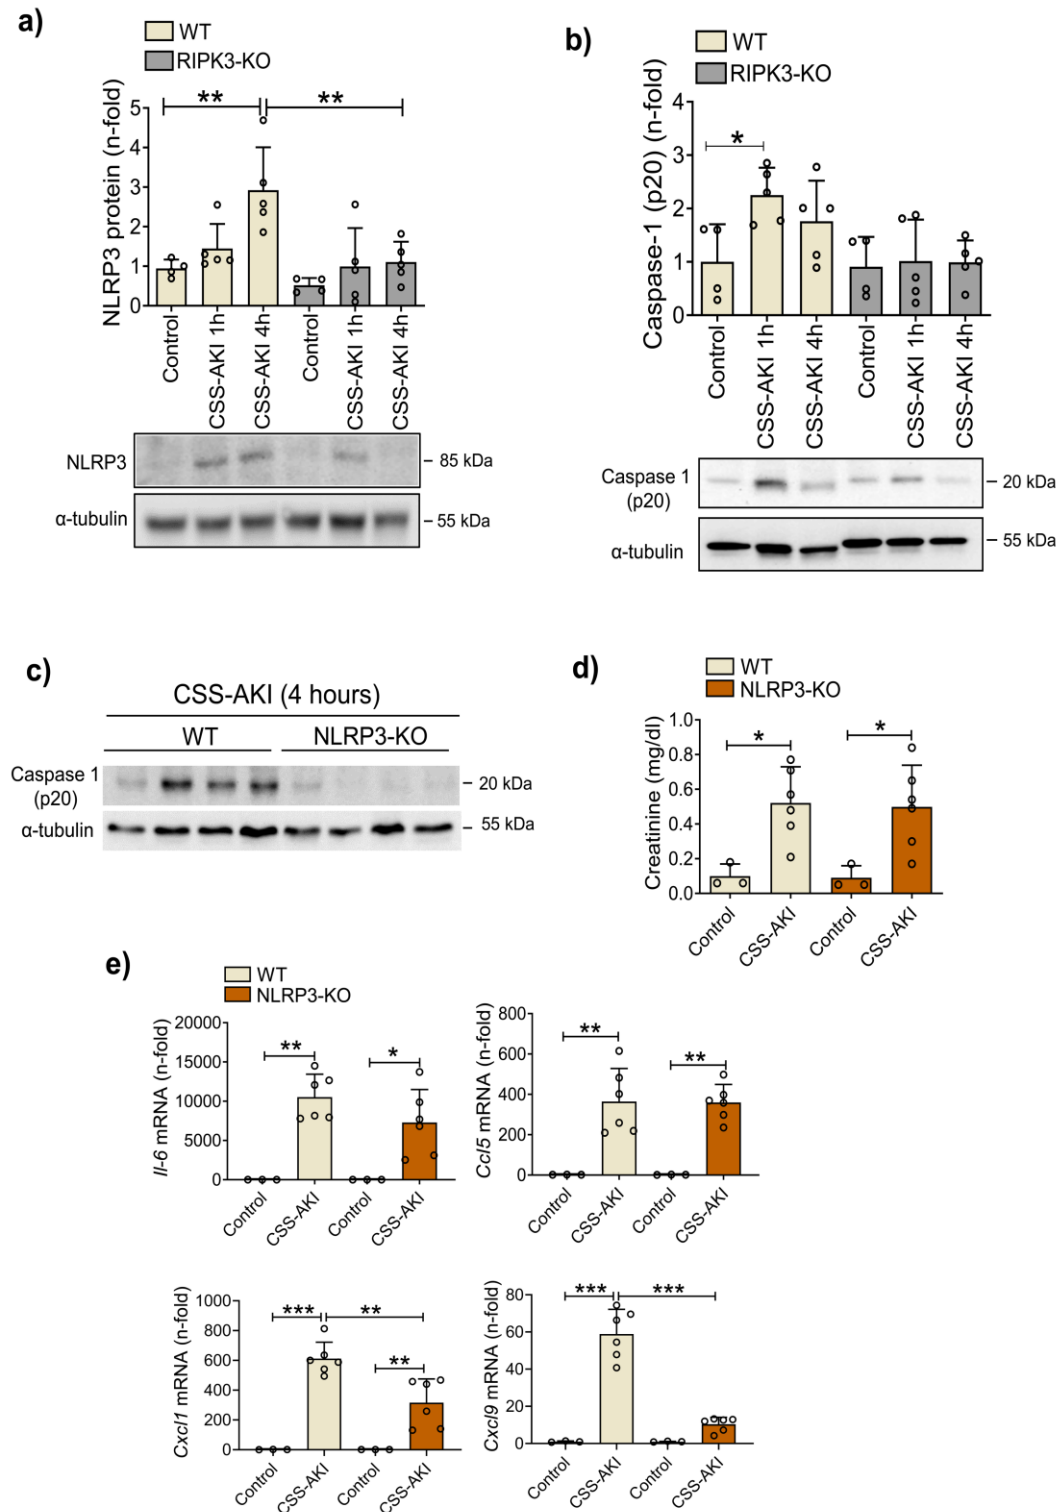 a)
WT
RIPK3-KO
NLRP3 protein (n-fold)
5
4
3
2
1
0
**
**
Control
CSS-AKI 1h
CSS-AKI 4h
Control
CSS-AKI 1h
CSS-AKI 4h
NLRP3
85 kDa
α-tubulin
55 kDa
b)
WT
RIPK3-KO
Caspase-1 (p20) (n-fold)
4
3
2
1
0
*
Control
CSS-AKI 1h
CSS-AKI 4h
Control
CSS-AKI 1h
CSS-AKI 4h
Caspase 1
(p20)
20 kDa
α-tubulin
55 kDa
c)
CSS-AKI (4 hours)
WT NLRP3-KO
Caspase 1
(p20)
20 kDa
α-tubulin
55 kDa
d)
WT
NLRP3-KO
Creatinine (mg/dl)
1.0
0.8
0.6
0.4
0.2
0.0
*
*
Control
CSS-AKI
Control
CSS-AKI
e)
WT
NLRP3-KO
Il-6 mRNA (n-fold)
20000
15000
10000
5000
0
**
*
Control
CSS-AKI
Control
CSS-AKI
Ccl5 mRNA (n-fold)
800
600
400
200
0
**
**
Control
CSS-AKI
Control
CSS-AKI
Cxcl1 mRNA (n-fold)
1000
800
600
400
200
0
***
**
**
Control
CSS-AKI
Control
CSS-AKI
Cxcl9 mRNA (n-fold)
80
60
40
20
0
***
***
Control
CSS-AKI
Control
CSS-AKI